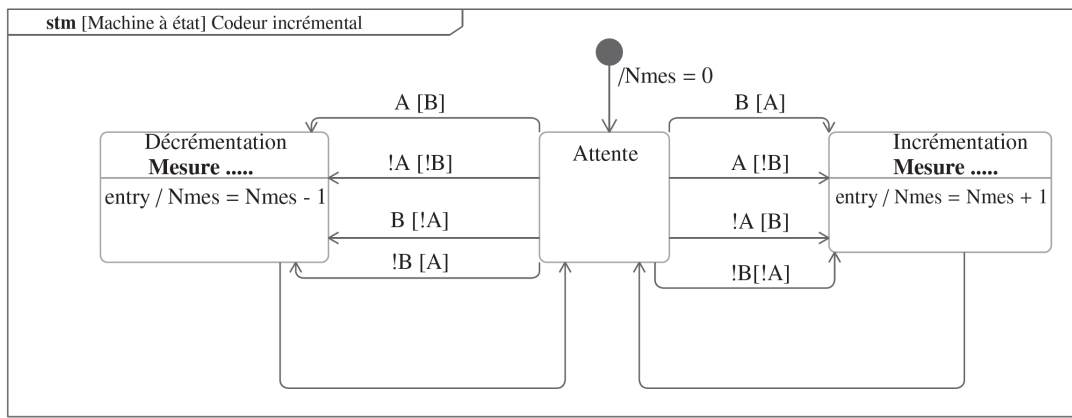 stm [Machine à état] Codeur incrémental
/Nmes = 0
A [B]
B [A]
Décrémentation
Mesure .....
entry / Nmes = Nmes - 1
!A [!B]
Attente
A [!B]
Incrémentation
Mesure .....
entry / Nmes = Nmes + 1
B [!A]
!A [B]
!B [A]
!B[!A]